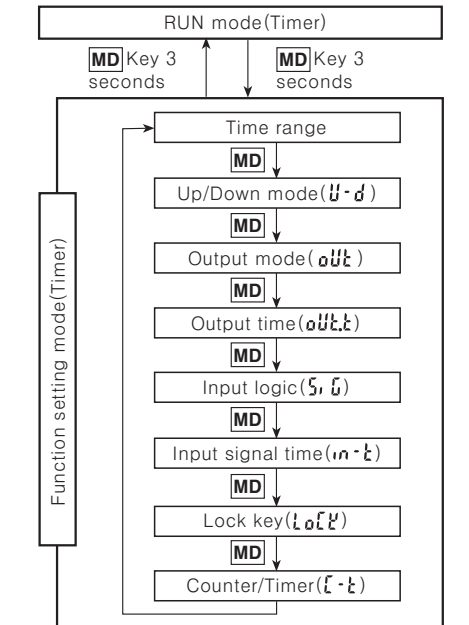 RUN mode(Timer)
MD Key 3
seconds
MD Key 3
seconds
Function setting mode(Timer)
Time range
MD
Up/Down mode(U-d)
MD
Output mode(oUt)
MD
Output time(oUt.t)
MD
Input logic(SiG)
MD
Input signal time(in-t)
MD
Lock key(LoCK)
MD
Counter/Timer(C-t)